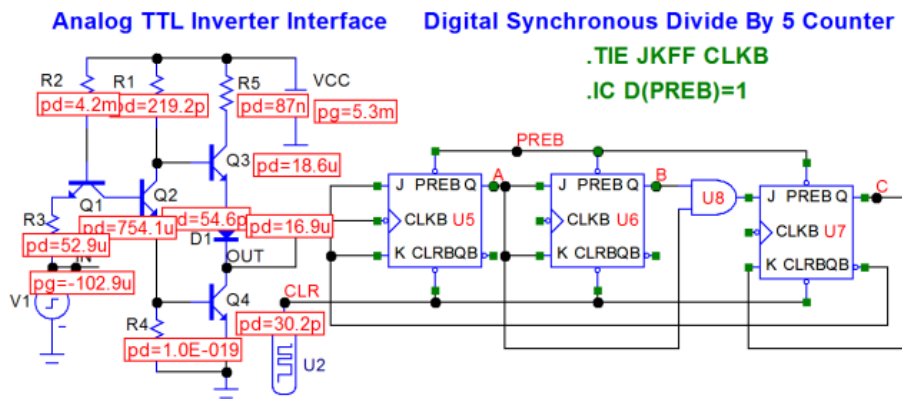 Analog TTL Inverter Interface
Digital Synchronous Divide By 5 Counter
.TIE JKFF CLKB
.IC D(PREB)=1
R2
R1
R5
VCC
pd=4.2m
pd=219.2p
pd=87n
pg=5.3m
Q3
pd=18.6u
Q1
Q2
R3
pd=754.1u
pd=54.6p
pd=16.9u
D1
pd=52.9u
IN
OUT
pg=-102.9u
V1
Q4
R4
pd=1.0E-019
CLR
pd=30.2p
U2
PREB
A
B
C
J PREB Q
CLKB U5
K CLRBQB
J PREB Q
CLKB U6
K CLRBQB
U8
J PREB Q
CLKB U7
K CLRBQB